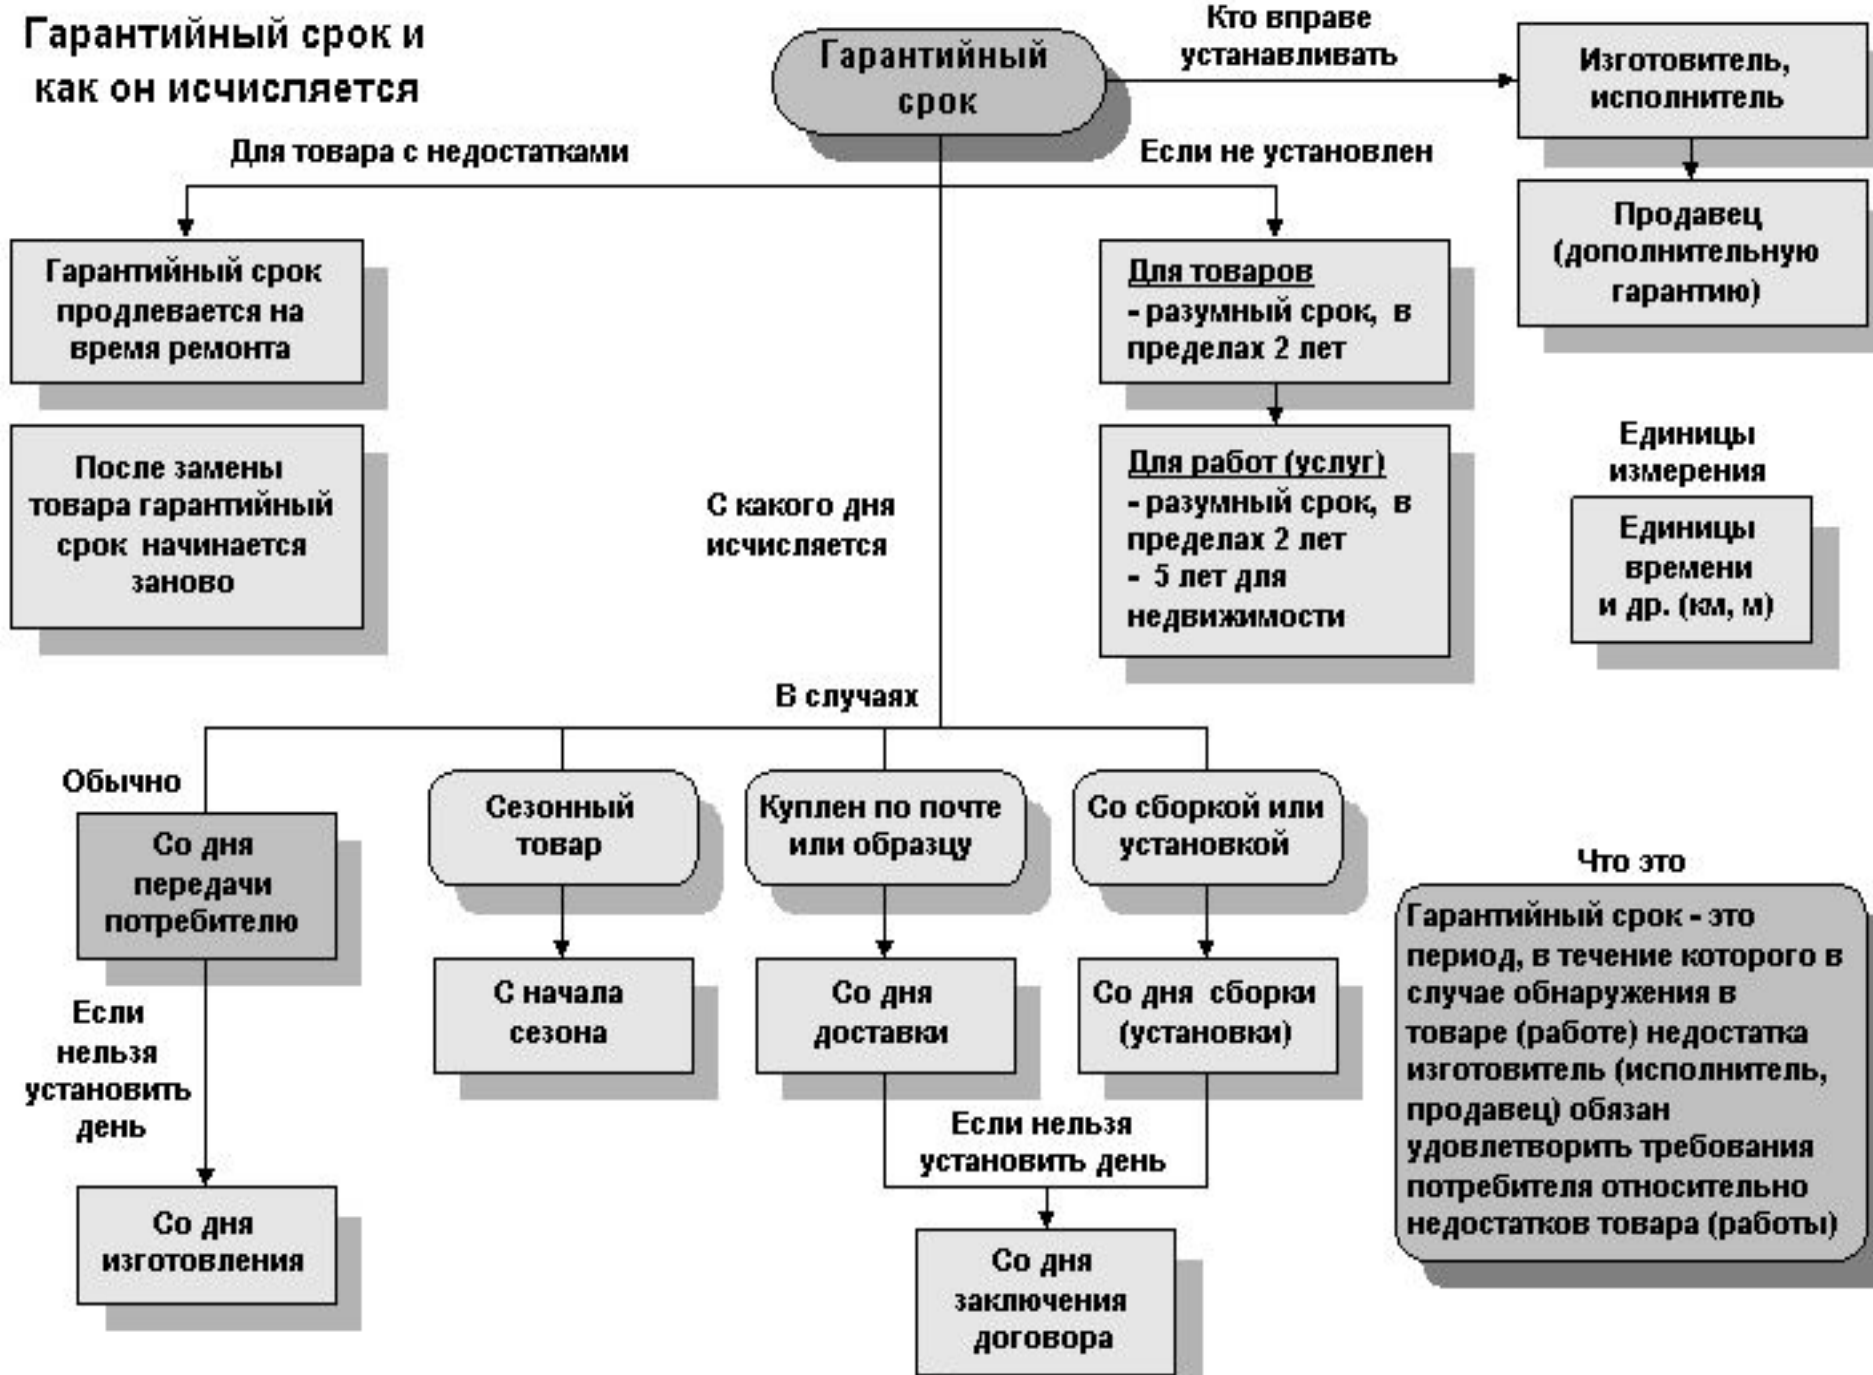 Гарантийный срок и
как он исчисляется
Гарантийный
срок
Кто вправе
устанавливать
Изготовитель,
исполнитель
Продавец
(дополнительную
гарантию)
Для товара с недостатками
Если не установлен
Гарантийный срок
продлевается на
время ремонта
После замены
товара гарантийный
срок начинается
заново
Для товаров
- разумный срок, в
пределах 2 лет
Для работ (услуг)
- разумный срок, в
пределах 2 лет
- 5 лет для
недвижимости
Единицы
измерения
Единицы
времени
и др. (км, м)
С какого дня
исчисляется
В случаях
Обычно
Со дня
передачи
потребителю
Если
нельзя
установить
день
Со дня
изготовления
Сезонный
товар
С начала
сезона
Куплен по почте
или образцу
Со дня
доставки
Со сборкой или
установкой
Со дня сборки
(установки)
Если нельзя
установить день
Со дня
заключения
договора
Что это
Гарантийный срок - это
период, в течение которого в
случае обнаружения в
товаре (работе) недостатка
изготовитель (исполнитель,
продавец) обязан
удовлетворить требования
потребителя относительно
недостатков товара (работы)